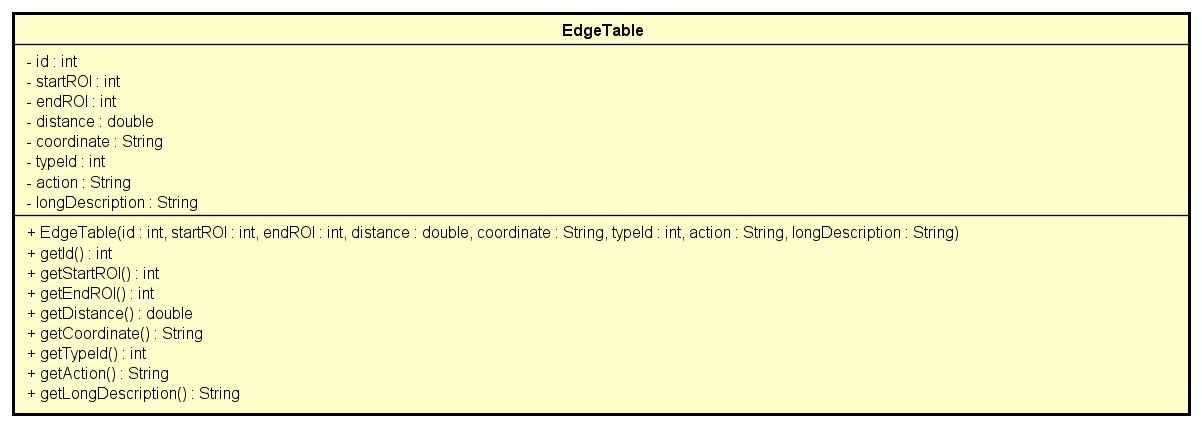 EdgeTable
- id : int
- startROI : int
- endROI : int
- distance : double
- coordinate : String
- typeId : int
- action : String
- longDescription : String
+ EdgeTable(id : int, startROI : int, endROI : int, distance : double, coordinate : String, typeId : int, action : String, longDescription : String)
+ getId() : int
+ getStartROI() : int
+ getEndROI() : int
+ getDistance() : double
+ getCoordinate() : String
+ getTypeId() : int
+ getAction() : String
+ getLongDescription() : String